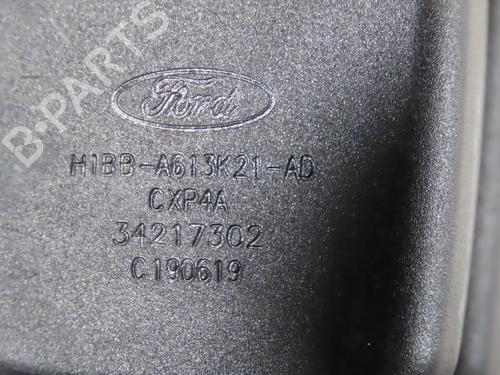 B-PARTS
Ford
H1BB-A613K21-AD
CXP4A
34217302
C190619